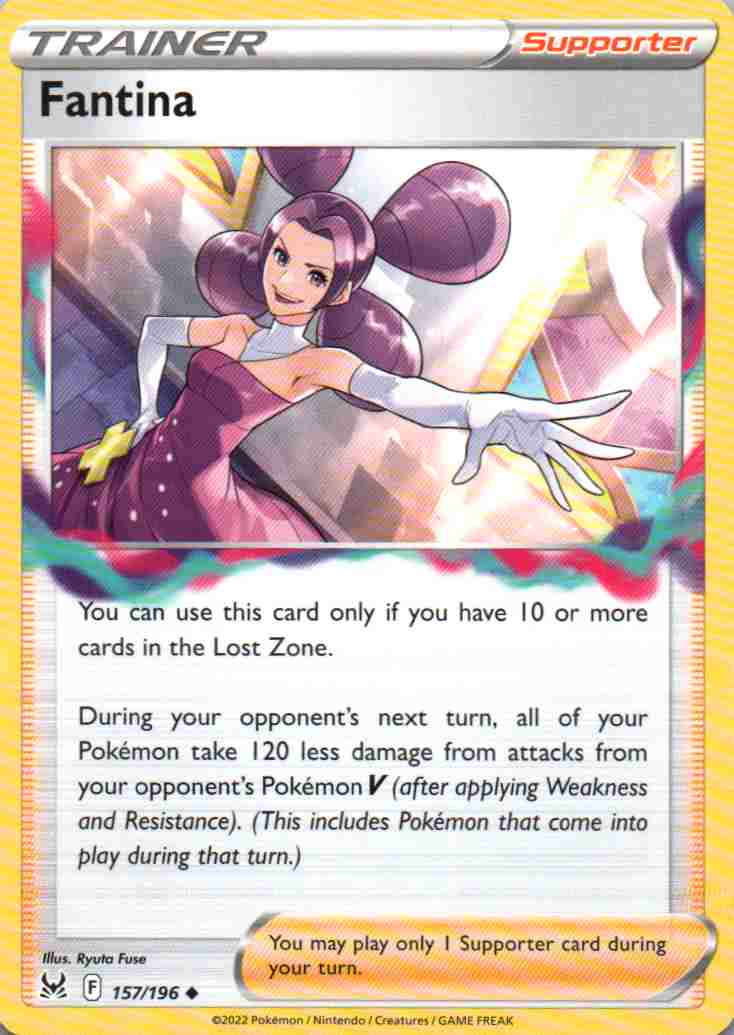 TRAINER
Supporter
Fantina
You can use this card only if you have 10 or more
cards in the Lost Zone.
During your opponent's next turn, all of your
Pokémon take 120 less damage from attacks from
your opponent's Pokémon V (after applying Weakness
and Resistance). (This includes Pokémon that come into
play during that turn.)
You may play only 1 Supporter card during
your turn.
Illus. Ryuta Fuse
F 157/196 ◆
©2022 Pokémon / Nintendo / Creatures / GAME FREAK